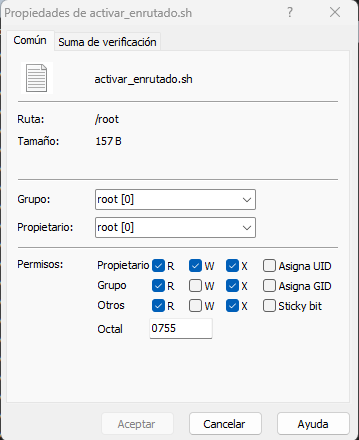 Propiedades de activar_enrutado.sh ? ×
Común Suma de verificación
activar_enrutado.sh
Ruta: /root
Tamaño: 157 B
Grupo: root [0]
Propietario: root [0]
Permisos: Propietario R W X Asigna UID
Grupo R W X Asigna GID
Otros R W X Sticky bit
Octal 0755
Aceptar Cancelar Ayuda